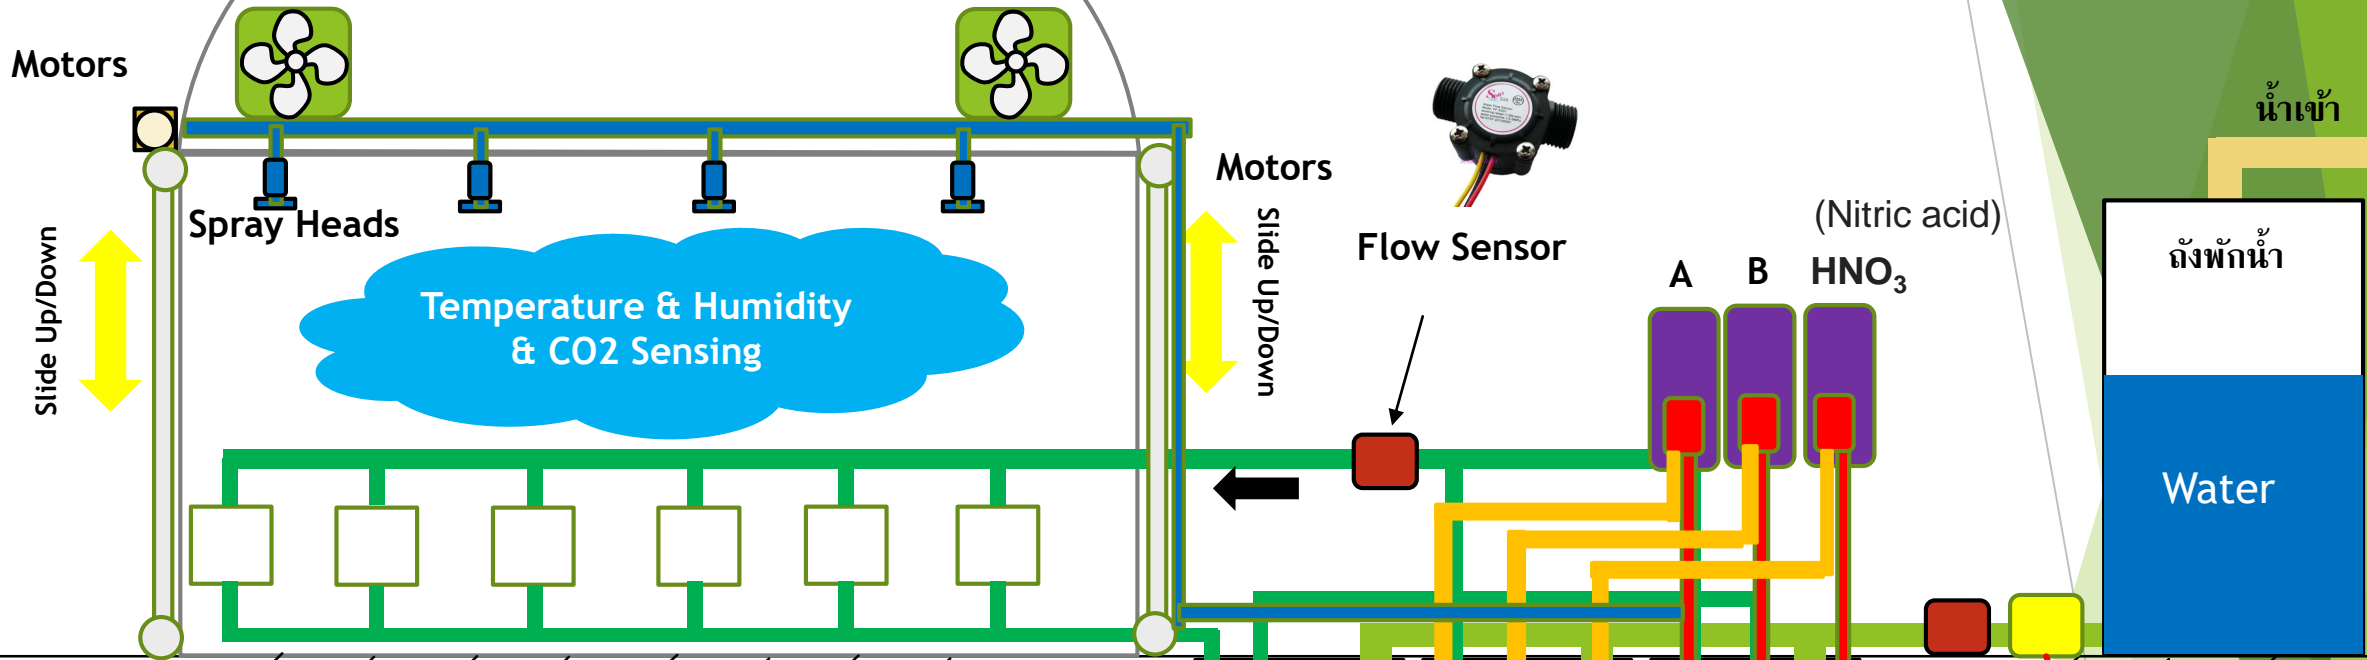 Motors
น้ำเข้า
Motors
Spray Heads
Slide Up/Down
Temperature & Humidity
& CO2 Sensing
Slide Up/Down
Flow Sensor
(Nitric acid)
A
B
HNO₃
ถังพักน้ำ
Water